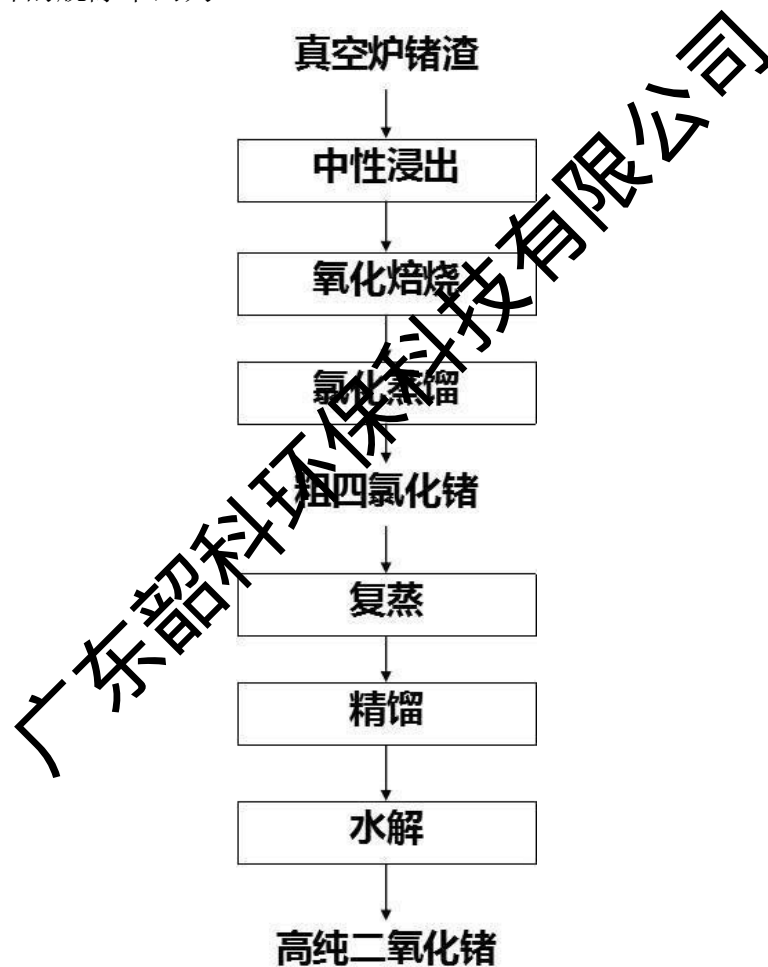 真空炉锗渣
中性浸出
氧化焙烧
氯化蒸馏
粗四氯化锗
复蒸
精馏
水解
高纯二氧化锗
广东韶科环保科技有限公司